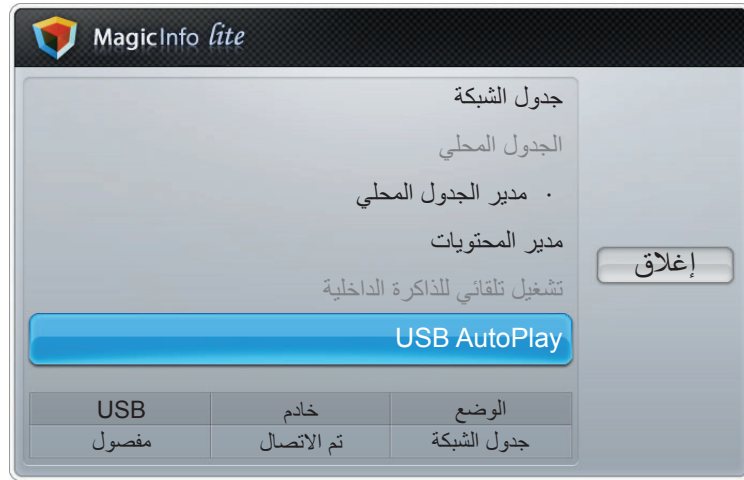 MagicInfo lite
جدول الشبكة
الجدول المحلي
· مدير الجدول المحلي
مدير المحتويات
تشغيل تلقائي للذاكرة الداخلية
USB AutoPlay
إغلاق
الوضع خادم USB
جدول الشبكة تم الاتصال مفصول